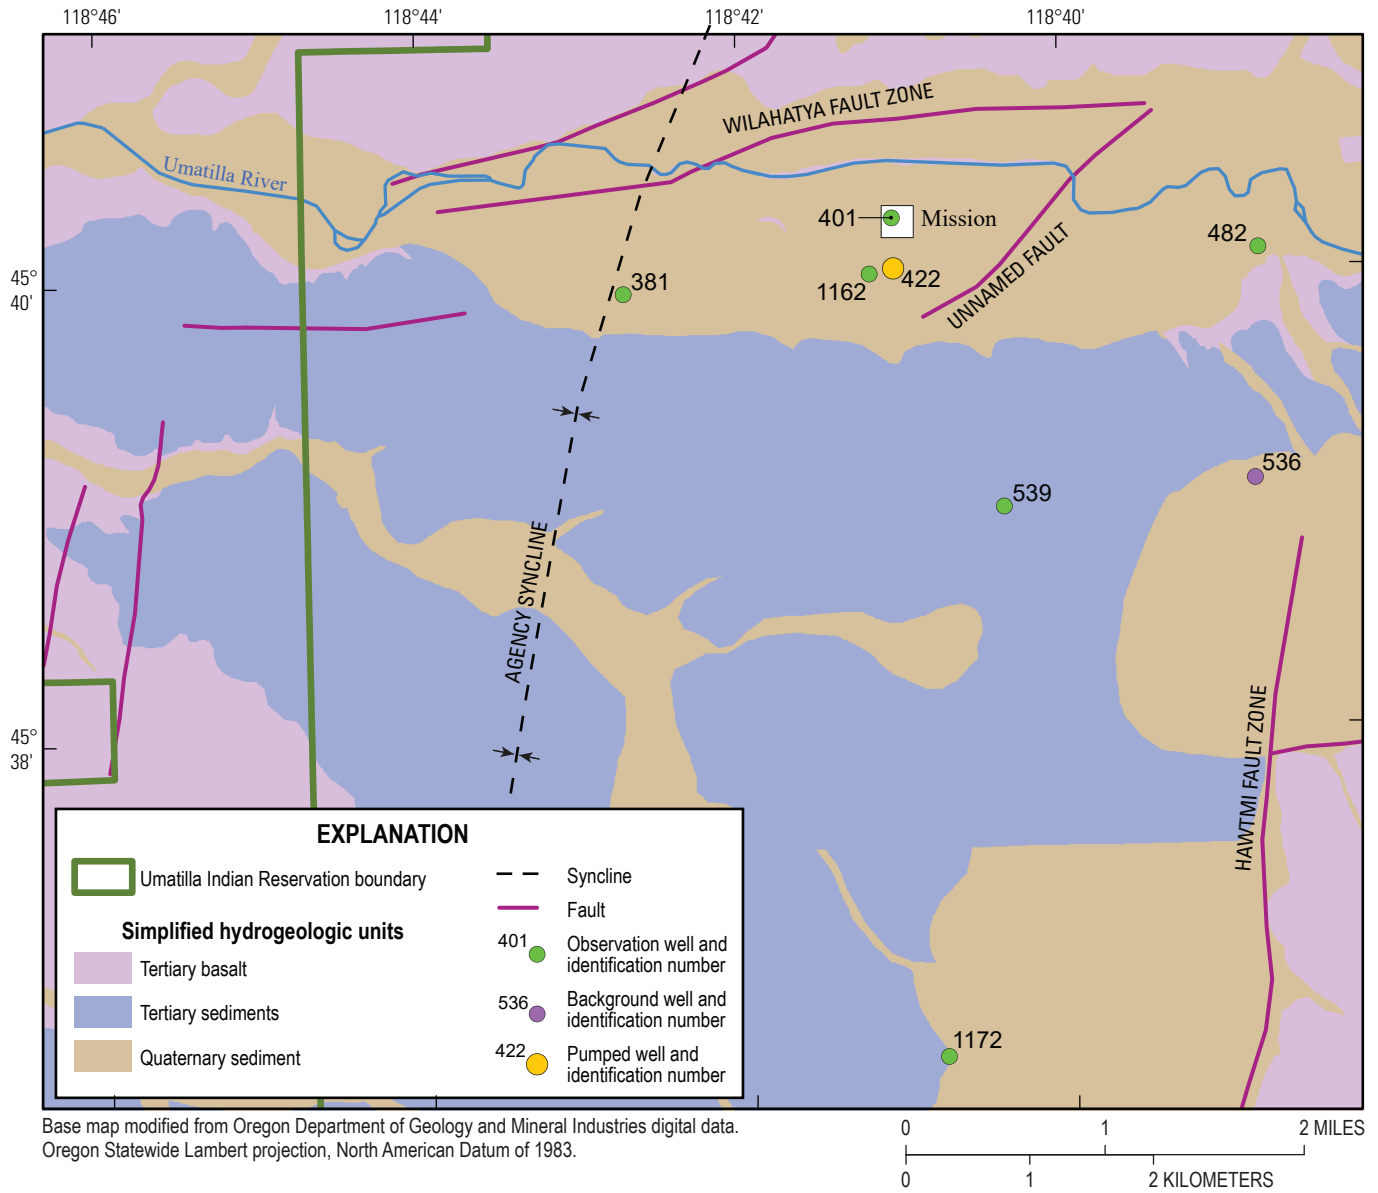 118°46'
118°44'
118°42'
118°40'
WILAHATYA FAULT ZONE
Umatilla River
401
Mission
482
UNNAMED FAULT
45°
40'
381
1162
422
536
539
AGENCY SYNCLINE
HAWTMI FAULT ZONE
45°
38'
EXPLANATION
Umatilla Indian Reservation boundary
Simplified hydrogeologic units
Tertiary basalt
Tertiary sediments
Quaternary sediment
Syncline
Fault
401
Observation well and
identification number
536
Background well and
identification number
422
Pumped well and
identification number
1172
Base map modified from Oregon Department of Geology and Mineral Industries digital data.
Oregon Statewide Lambert projection, North American Datum of 1983.
0 1 2 MILES
0 1 2 KILOMETERS